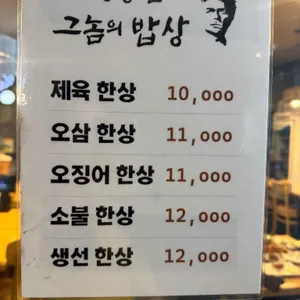 그놈의 밥상
제육 한상 10,000
오삼 한상 11,000
오징어 한상 11,000
소불 한상 12,000
생선 한상 12,000